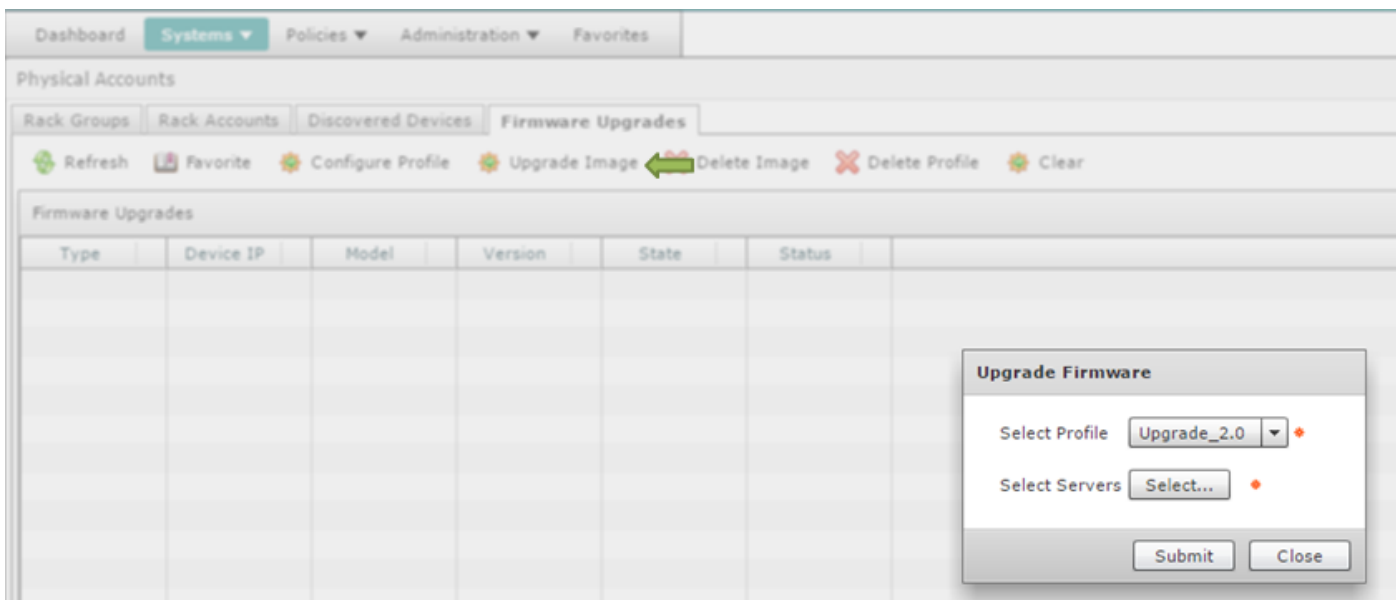 Dashboard Systems Policies Administration Favorites
Physical Accounts
Rack Groups Rack Accounts Discovered Devices Firmware Upgrades
Refresh Favorite Configure Profile Upgrade Image Delete Image Delete Profile Clear
Firmware Upgrades
Type Device IP Model Version State Status
Upgrade Firmware
Select Profile Upgrade_2.0
Select Servers Select...
Submit Close